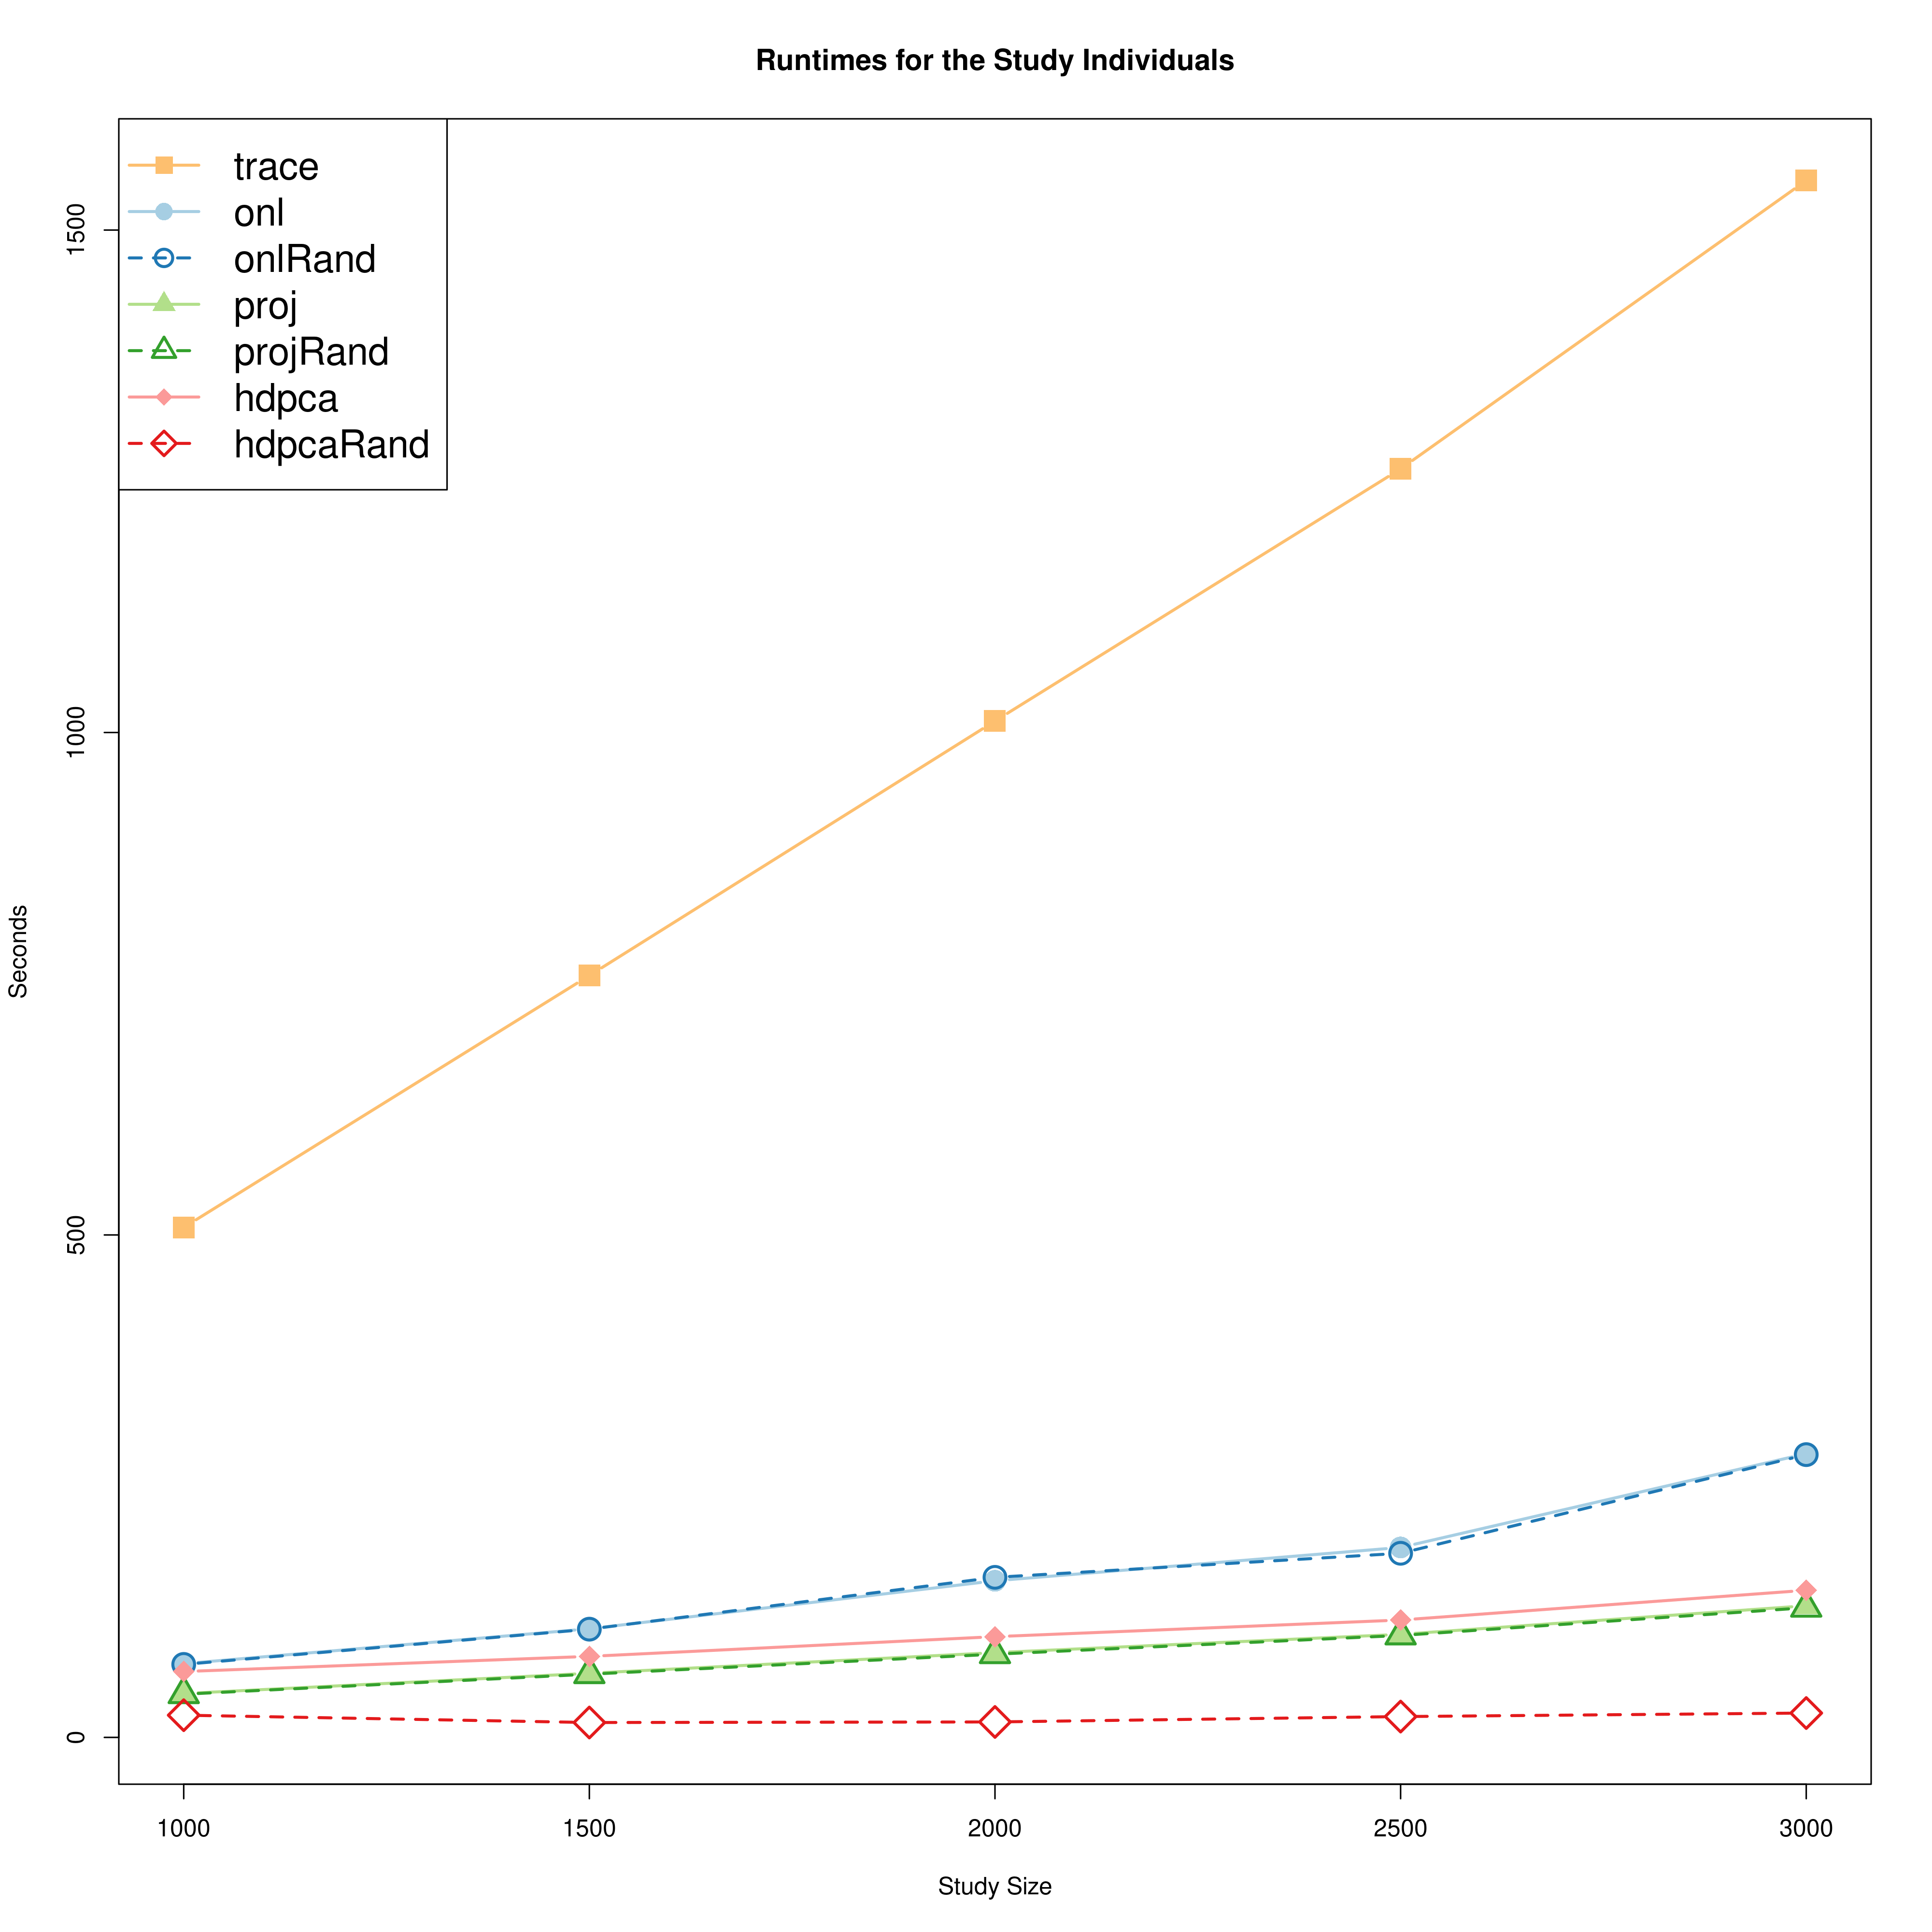 Runtimes for the Study Individuals
trace
onl
onlRand
proj
projRand
hdpca
hdpcaRand
1500
1000
500
0
Seconds
1000 1500 2000 2500 3000
Study Size